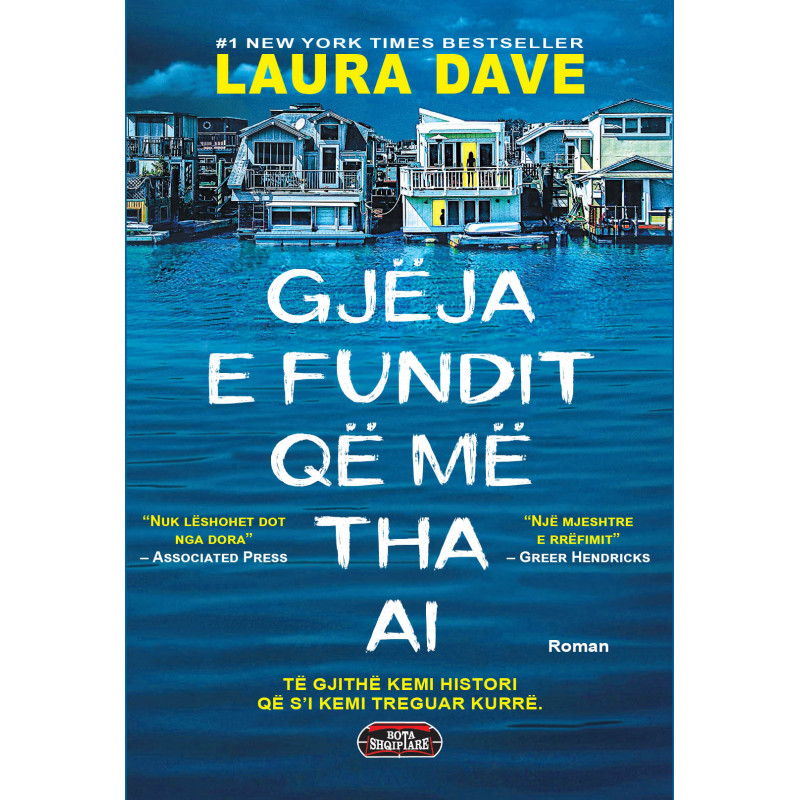 #1 NEW YORK TIMES BESTSELLER
LAURA DAVE
GJËJA
E FUNDIT
QË MË
THA
AI
“NUK LËSHOHET DOT
NGA DORA”
– ASSOCIATED PRESS
“NJË MJESHTRE
E RRËFIMIT”
– GREER HENDRICKS
Roman
TË GJITHË KEMI HISTORI
QË S’I KEMI TREGUAR KURRË.
BOTA
SHQIPTARE